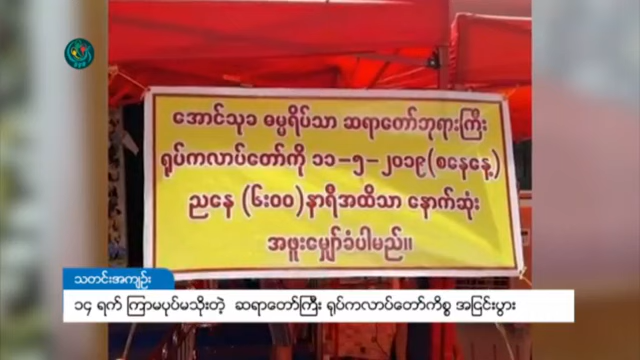 အောင်သုခ ဓမ္မရိပ်သာ ဆရာတော်ဘုရားကြီး
ရုပ်ကလာပ်တော်ကို ၁၁-၅-၂၀၁၉(စနေနေ့)
ညနေ (၆း၀၀)နာရီအထိသာ နောက်ဆုံး
အဖူးမျှော်ခံပါမည်။
သတင်းအကျဉ်း
၁၄ ရက် ကြာမပုပ်မသိုးတဲ့ ဆရာတော်ကြီး ရုပ်ကလာပ်တော်ကိစ္စ အငြင်းပွား